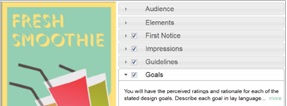 FRESH
SMOOTHIE
Audience
Elements
First Notice
Impressions
Guidelines
Goals
You will have the perceived ratings and rationale for each of the
stated design goals. Describe each goal in lay language... more